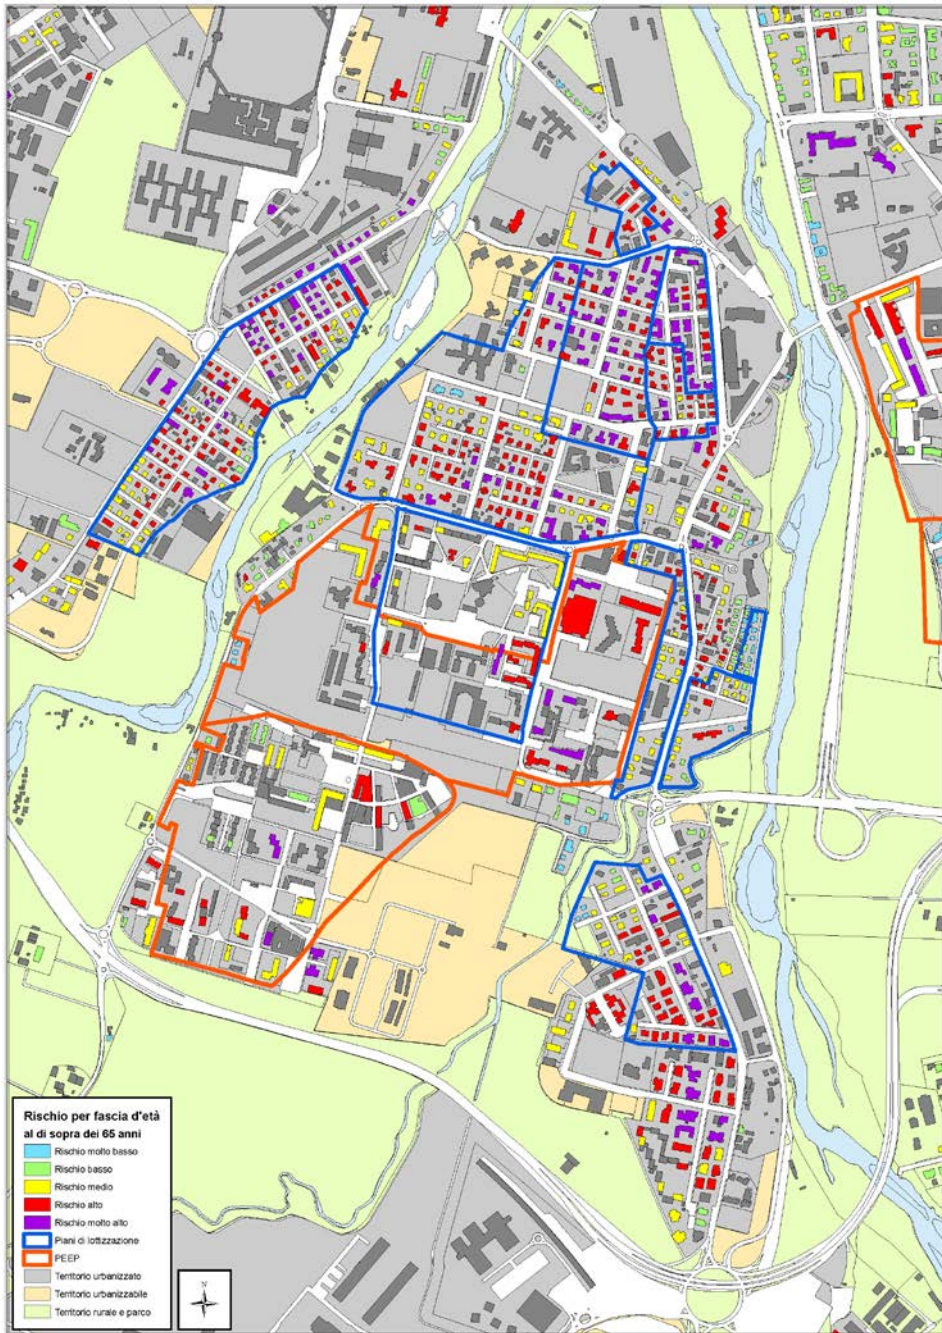 Rischio per fascia d'età
al di sopra dei 65 anni
Rischio molto basso
Rischio basso
Rischio medio
Rischio alto
Rischio molto alto
Piani di lottizzazione
PEEP
Territorio urbanizzato
Territorio urbanizzabile
Territorio rurale e parco
N